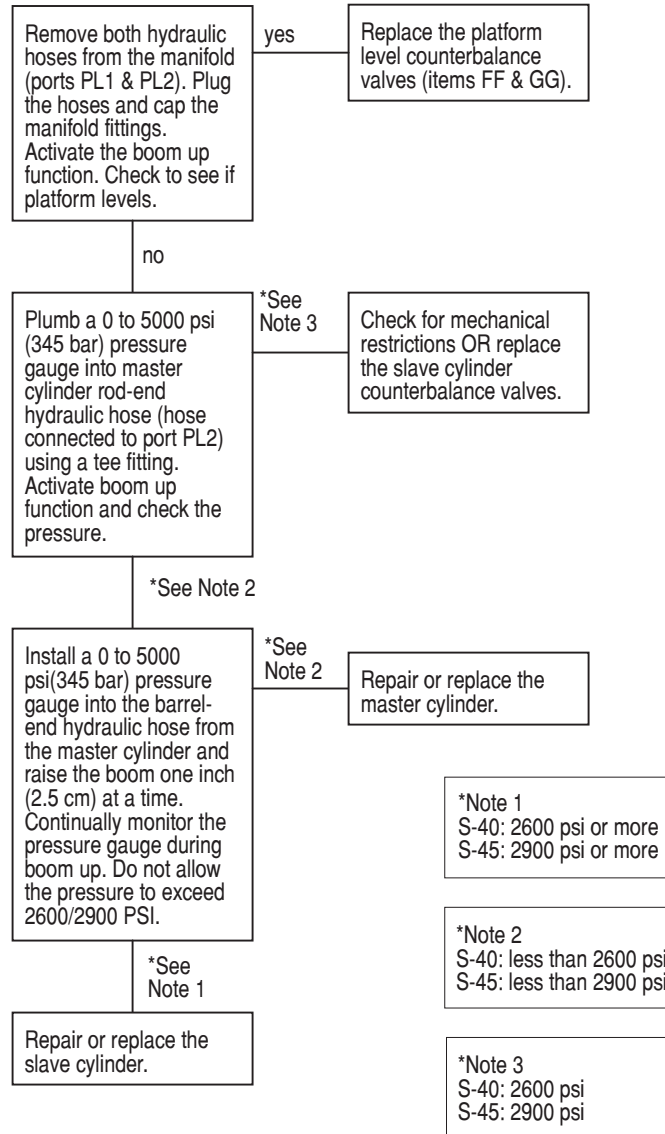 Remove both hydraulic
hoses from the manifold
(ports PL1 & PL2). Plug
the hoses and cap the
manifold fittings.
Activate the boom up
function. Check to see if
platform levels.
yes
Replace the platform
level counterbalance
valves (items FF & GG).
no
Plumb a 0 to 5000 psi
(345 bar) pressure
gauge into master
cylinder rod-end
hydraulic hose (hose
connected to port PL2)
using a tee fitting.
Activate boom up
function and check the
pressure.
*See
Note 3
Check for mechanical
restrictions OR replace
the slave cylinder
counterbalance valves.
*See Note 2
Install a 0 to 5000
psi(345 bar) pressure
gauge into the barrel-
end hydraulic hose from
the master cylinder and
raise the boom one inch
(2.5 cm) at a time.
Continually monitor the
pressure gauge during
boom up. Do not allow
the pressure to exceed
2600/2900 PSI.
*See
Note 2
Repair or replace the
master cylinder.
*See
Note 1
Repair or replace the
slave cylinder.
*Note 1
S-40: 2600 psi or more
S-45: 2900 psi or more
*Note 2
S-40: less than 2600 psi
S-45: less than 2900 psi
*Note 3
S-40: 2600 psi
S-45: 2900 psi